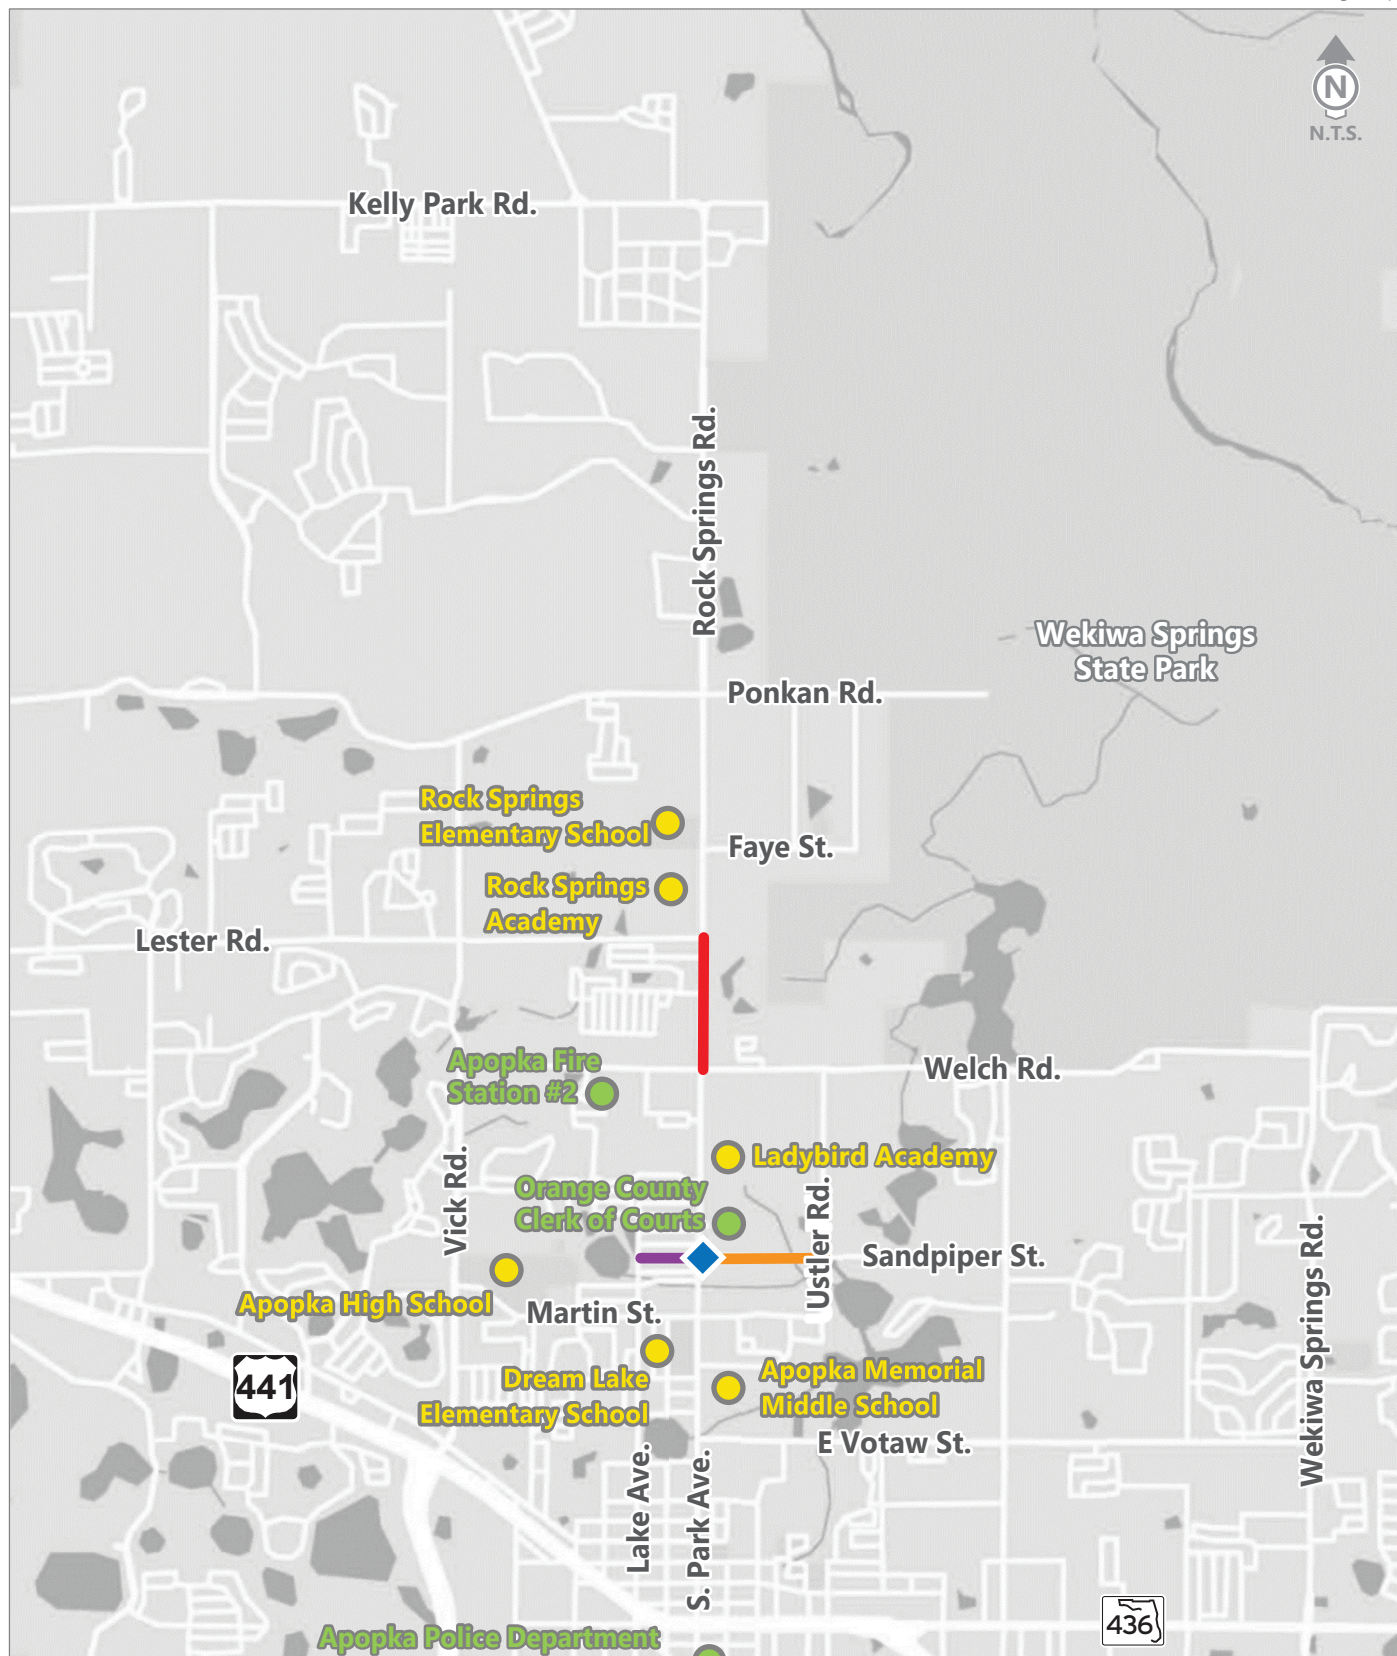 N
N.T.S.
Kelly Park Rd.
Rock Springs Rd.
Wekiwa Springs
State Park
Ponkan Rd.
Rock Springs
Elementary School
Faye St.
Rock Springs
Academy
Lester Rd.
Apopka Fire
Station #2
Welch Rd.
Vick Rd.
Ladybird Academy
Orange County
Clerk of Courts
Ustler Rd.
Sandpiper St.
Wekiwa Springs Rd.
Apopka High School
Martin St.
441
Dream Lake
Elementary School
Apopka Memorial
Middle School
E Votaw St.
Lake Ave.
S. Park Ave.
436
Apopka Police Department